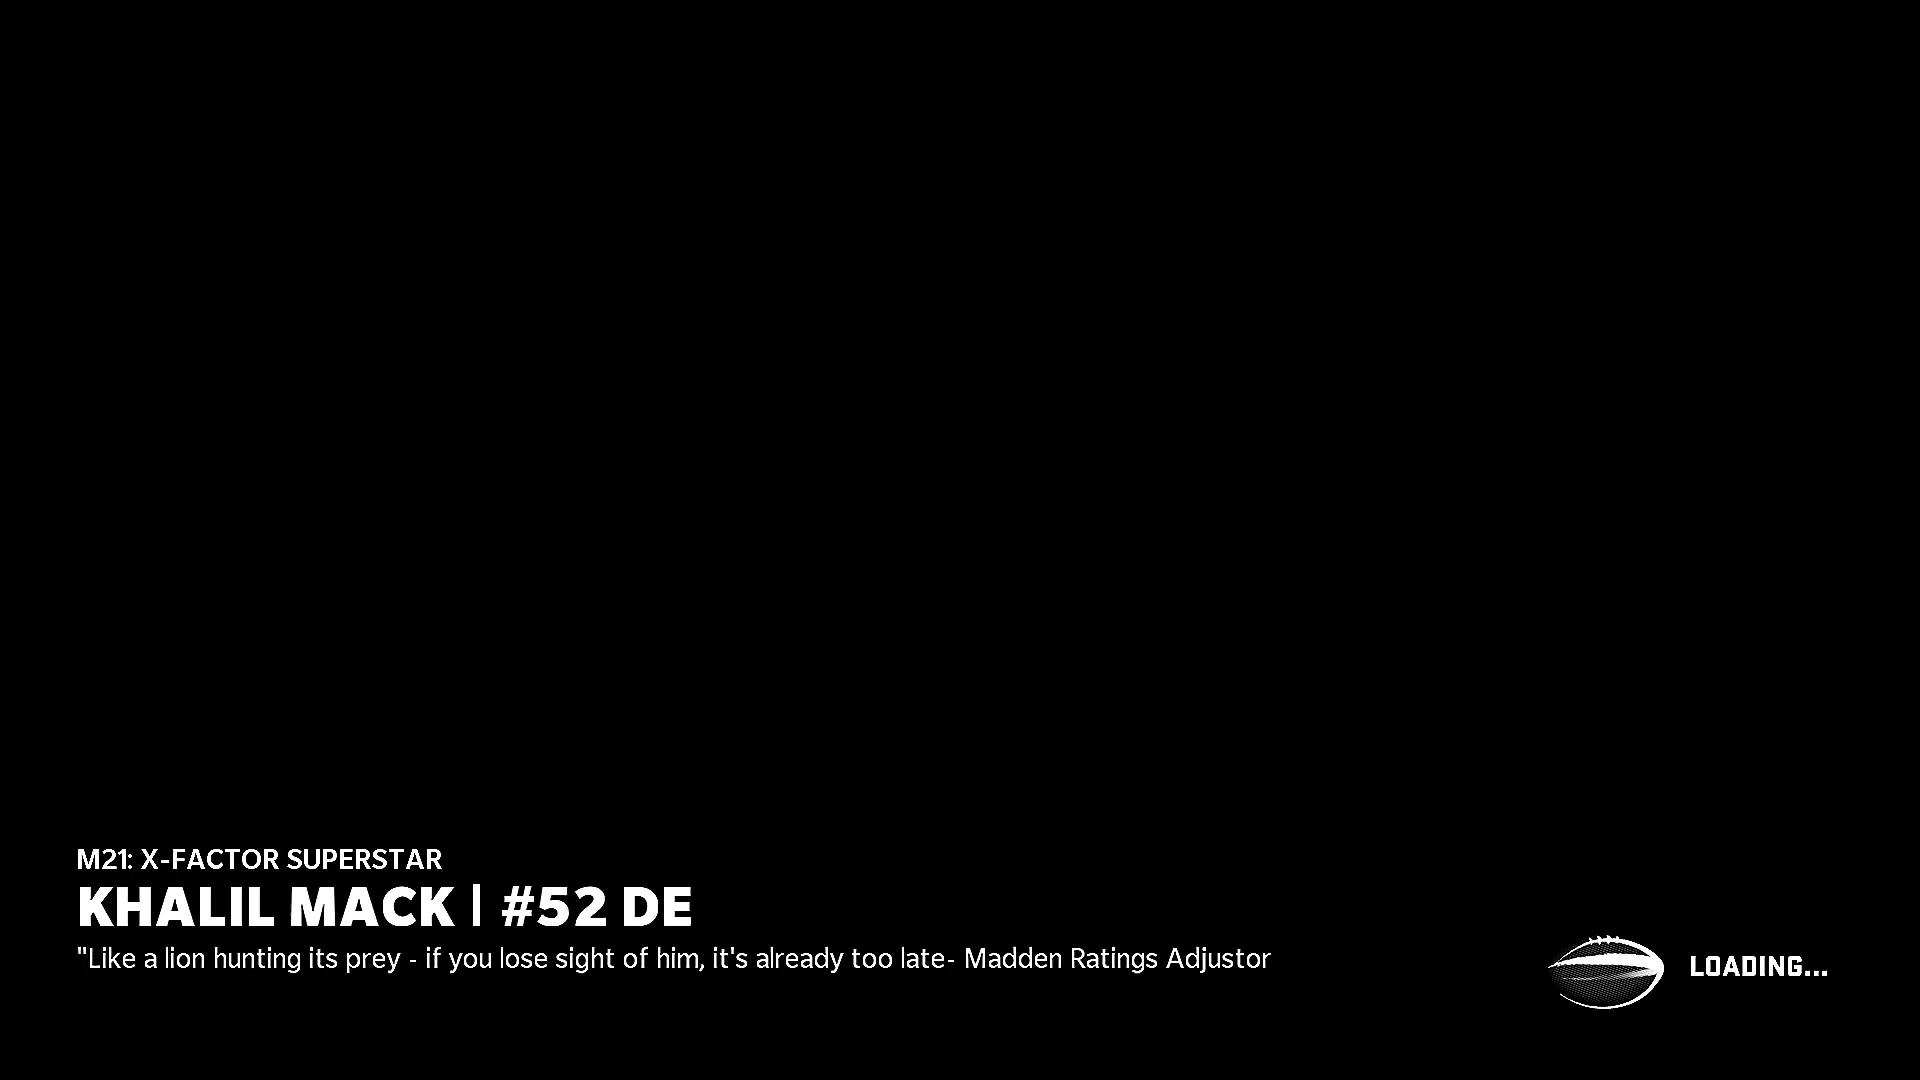 M21: X-FACTOR SUPERSTAR
KHALIL MACK | #52 DE
"Like a lion hunting its prey - if you lose sight of him, it's already too late- Madden Ratings Adjustor
LOADING...